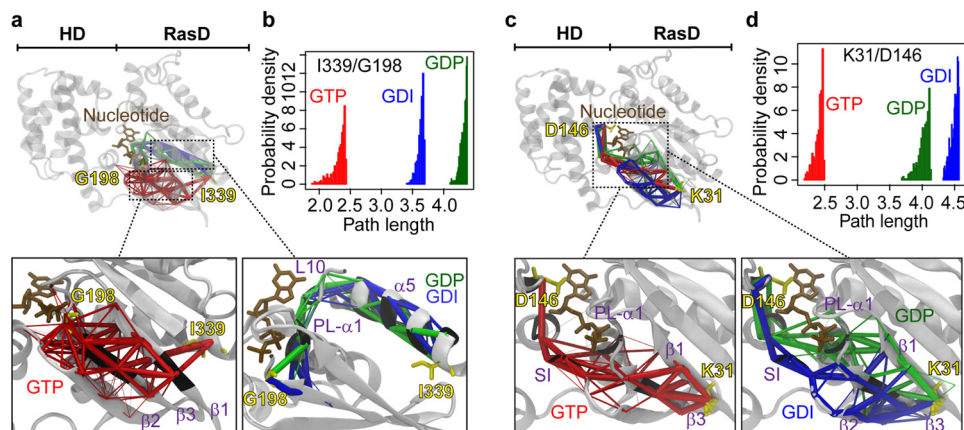 a
HD RasD
Nucleotide
G198
I339
b
Probability density
0 2 4 6 8 10 12
I339/G198
GTP
GDI
GDP
2.0 2.5 3.0 3.5 4.0
Path length
c
HD RasD
Nucleotide
D146
K31
d
Probability density
0 2 4 6 8 10
K31/D146
GTP
GDP
GDI
2.5 3.0 3.5 4.0 4.5
Path length
G198
I339
GTP
β2 β3 β1
L10
α5
GDP
GDI
PL-α1
G198
I339
D146
PL-α1
β1
SI
K31
GTP
β3
D146
PL-α1
GDP
β1
SI
K31
GDI
β2 β3